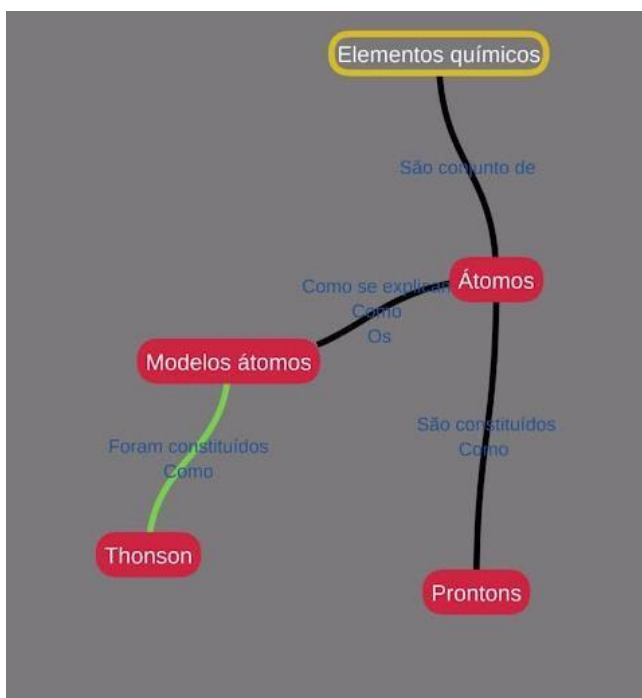 Elementos químicos
São conjunto de
Átomos
Como se explicam
Como
Os
Modelos átomos
São constituídos
Como
Foram constituídos
Como
Thonson
Prontons